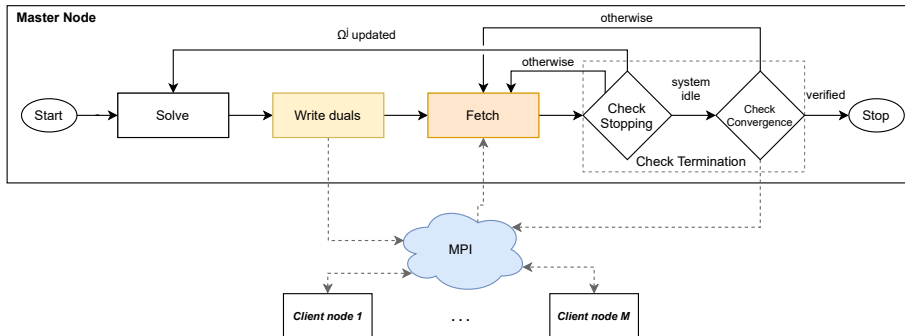 Master Node
otherwise
Ωʲ updated
otherwise
system
idle
verified
Start
Solve
Write duals
Fetch
Check
Stopping
Check
Convergence
Stop
Check Termination
MPI
Client node 1
...
Client node M